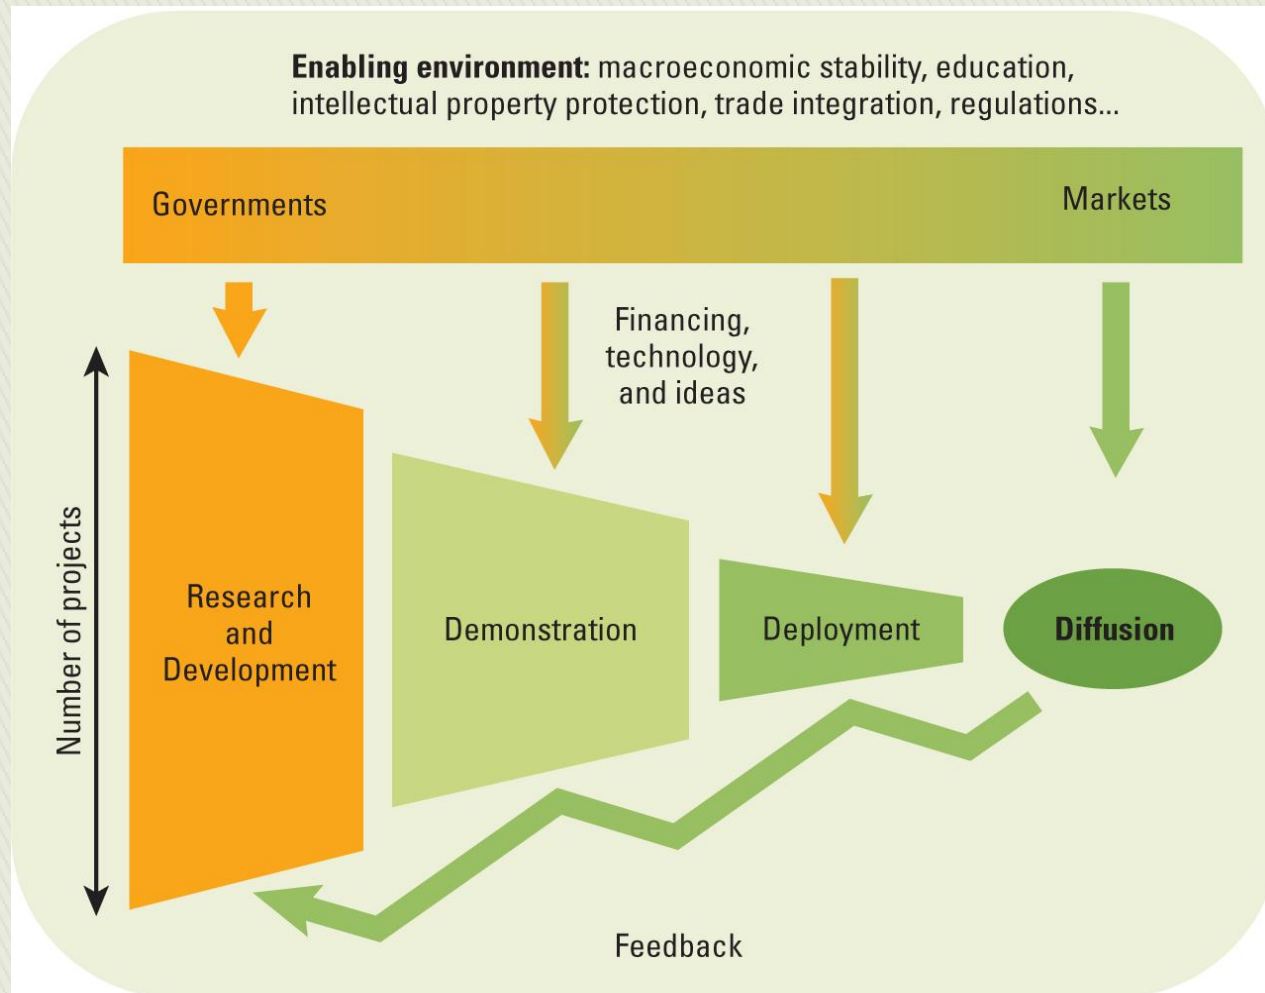 Enabling environment: macroeconomic stability, education,
intellectual property protection, trade integration, regulations...
Governments
Markets
Financing,
technology,
and ideas
Number of projects
Research
and
Development
Demonstration
Deployment
Diffusion
Feedback